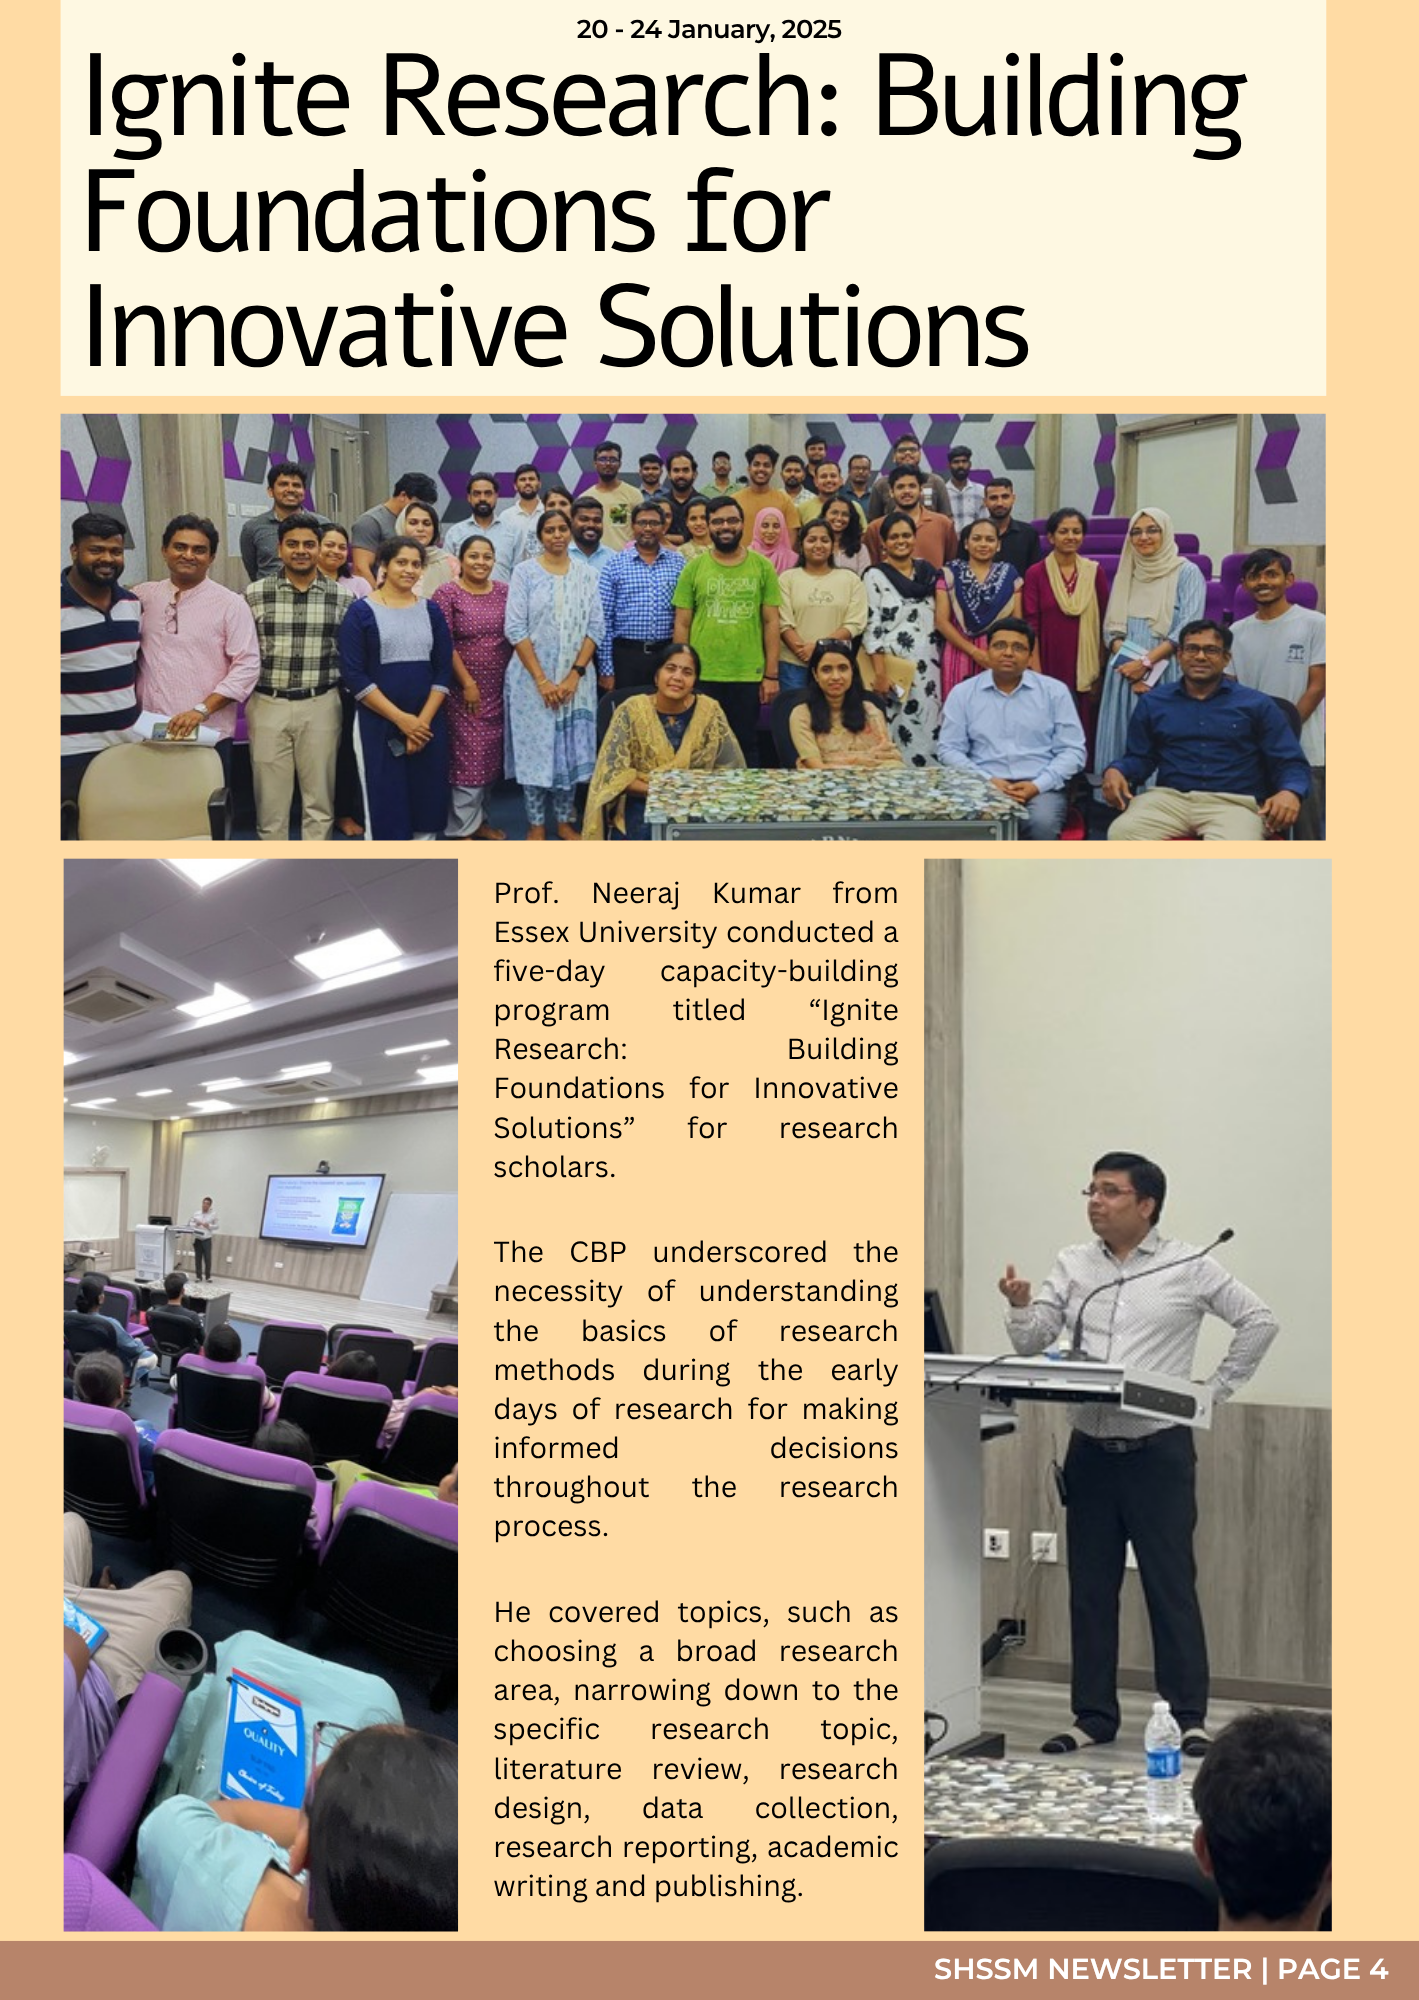 20 - 24 January, 2025
Ignite Research: Building
Foundations for
Innovative Solutions
DIZZY
TIMES
Prof. Neeraj Kumar from
Essex University conducted a
five-day capacity-building
program titled “Ignite
Research: Building
Foundations for Innovative
Solutions” for research
scholars.
The CBP underscored the
necessity of understanding
the basics of research
methods during the early
days of research for making
informed decisions
throughout the research
process.
He covered topics, such as
choosing a broad research
area, narrowing down to the
specific research topic,
literature review, research
design, data collection,
research reporting, academic
writing and publishing.
QUALITY
SHSSM NEWSLETTER | PAGE 4